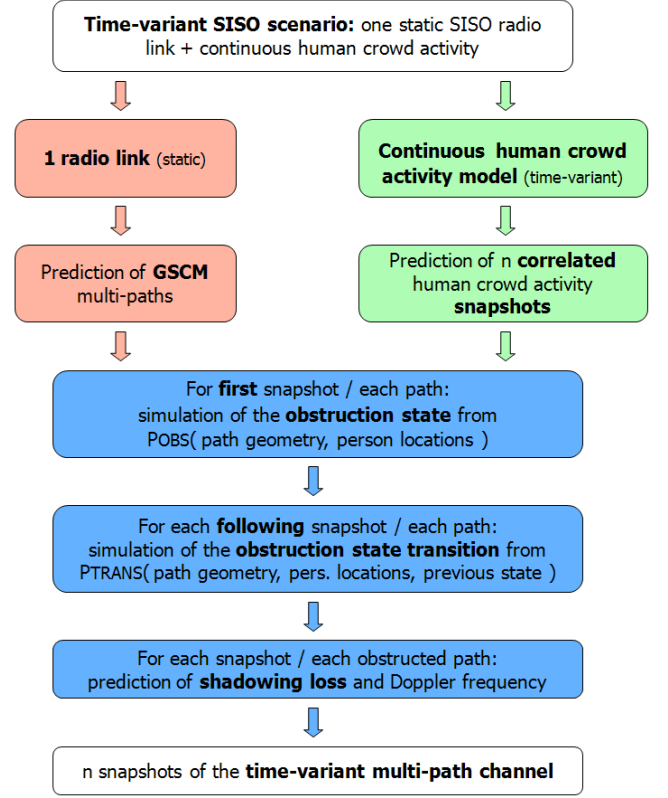 Time-variant SISO scenario: one static SISO radio
link + continuous human crowd activity
1 radio link (static)
Continuous human crowd
activity model (time-variant)
Prediction of GSCM
multi-paths
Prediction of n correlated
human crowd activity
snapshots
For first snapshot / each path:
simulation of the obstruction state from
POBS( path geometry, person locations )
For each following snapshot / each path:
simulation of the obstruction state transition from
PTRANS( path geometry, pers. locations, previous state )
For each snapshot / each obstructed path:
prediction of shadowing loss and Doppler frequency
n snapshots of the time-variant multi-path channel